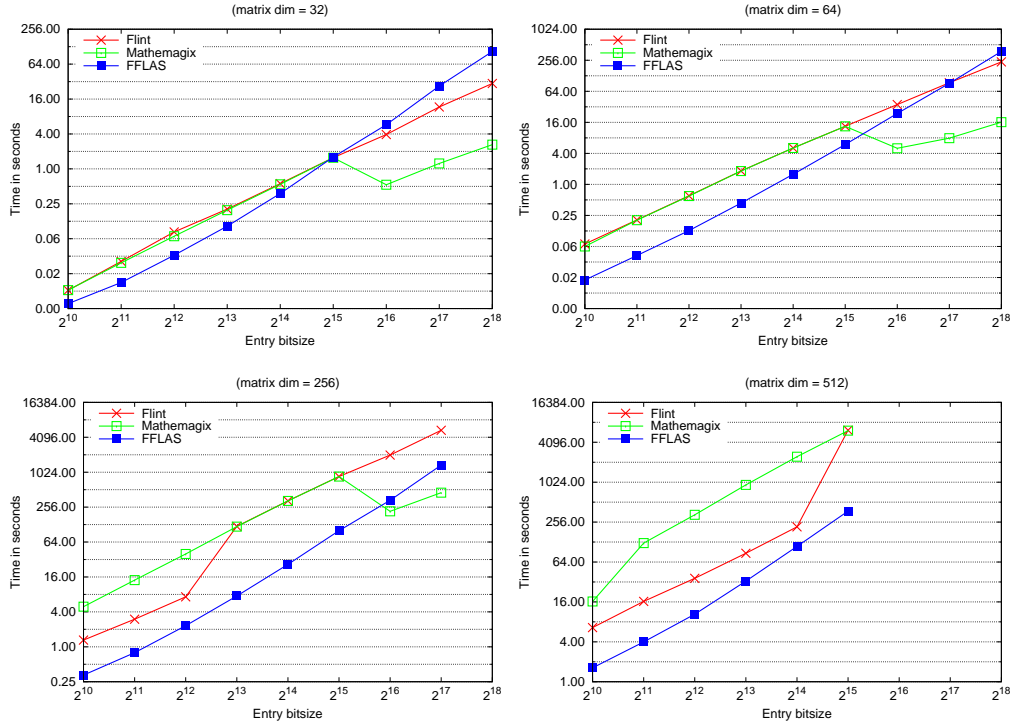 (matrix dim = 32)
256.00
64.00
16.00
4.00
1.00
0.25
0.06
0.02
0.00
Time in seconds
Flint
Mathemagix
FFLAS
2^10 2^11 2^12 2^13 2^14 2^15 2^16 2^17 2^18
Entry bitsize
(matrix dim = 64)
1024.00
256.00
64.00
16.00
4.00
1.00
0.25
0.06
0.02
0.00
Time in seconds
Flint
Mathemagix
FFLAS
2^10 2^11 2^12 2^13 2^14 2^15 2^16 2^17 2^18
Entry bitsize
(matrix dim = 256)
16384.00
4096.00
1024.00
256.00
64.00
16.00
4.00
1.00
0.25
Time in seconds
Flint
Mathemagix
FFLAS
2^10 2^11 2^12 2^13 2^14 2^15 2^16 2^17 2^18
Entry bitsize
(matrix dim = 512)
16384.00
4096.00
1024.00
256.00
64.00
16.00
4.00
1.00
Time in seconds
Flint
Mathemagix
FFLAS
2^10 2^11 2^12 2^13 2^14 2^15 2^16 2^17 2^18
Entry bitsize